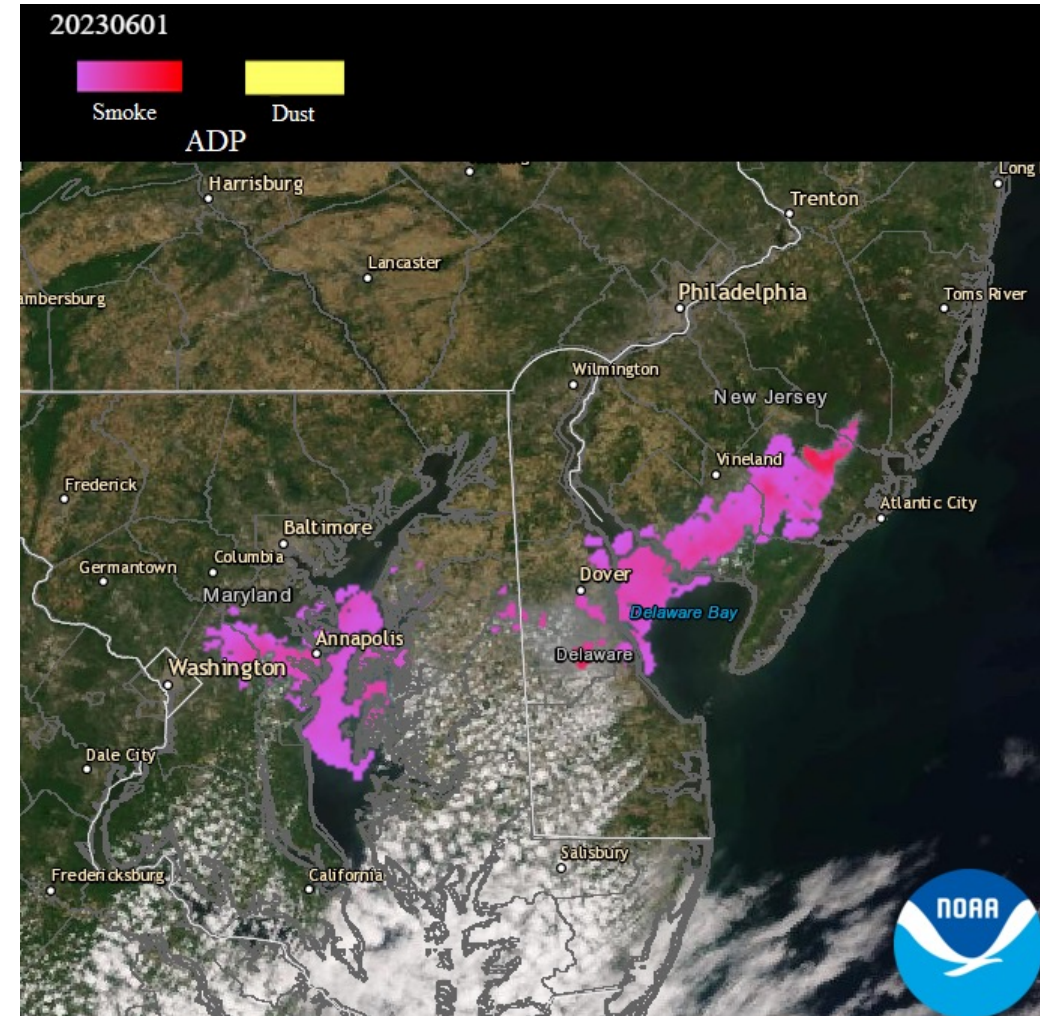 20230601
Smoke
Dust
ADP
Harrisburg
Long
Trenton
Lancaster
ambersburg
Philadelphia
Toms River
Wilmington
New Jersey
Vineland
Frederick
Atlantic City
Baltimore
Columbia
Germantown
Dover
Maryland
Delaware Bay
Annapolis
Delaware
Washington
Dale City
Salisbury
Fredericksburg
California
NOAA